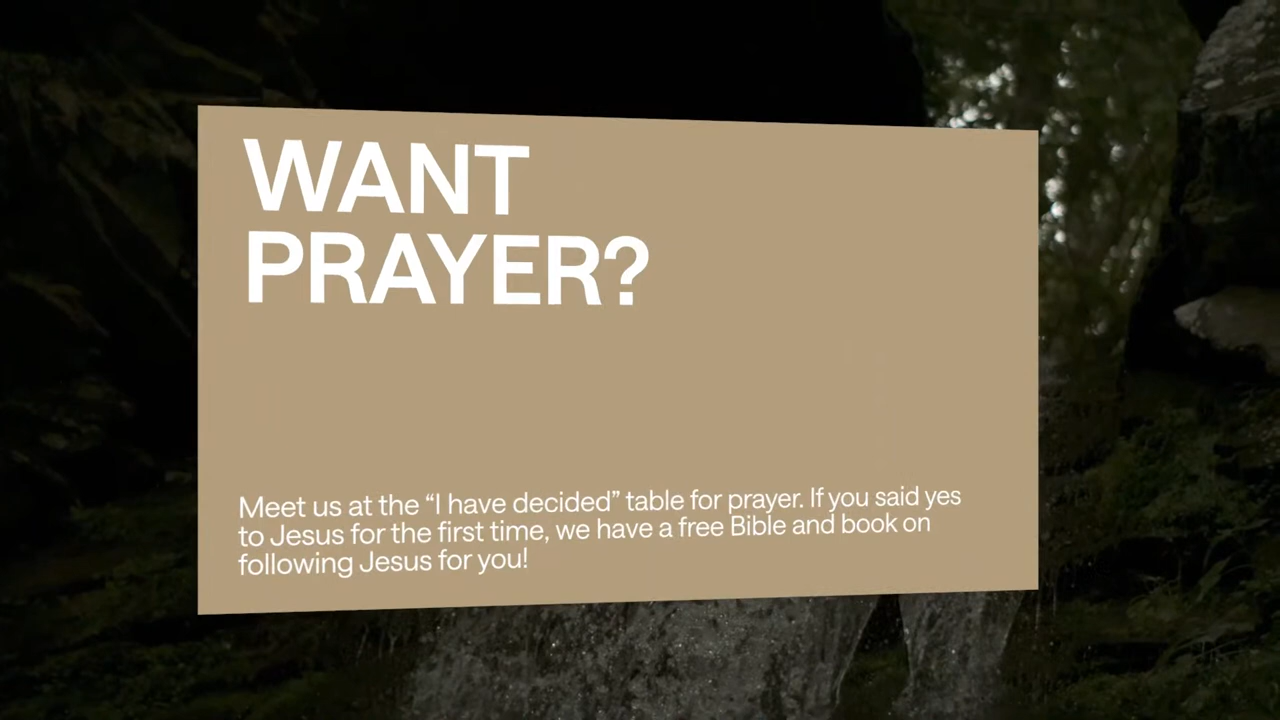 WANT
PRAYER?
Meet us at the “I have decided” table for prayer. If you said yes
to Jesus for the first time, we have a free Bible and book on
following Jesus for you!